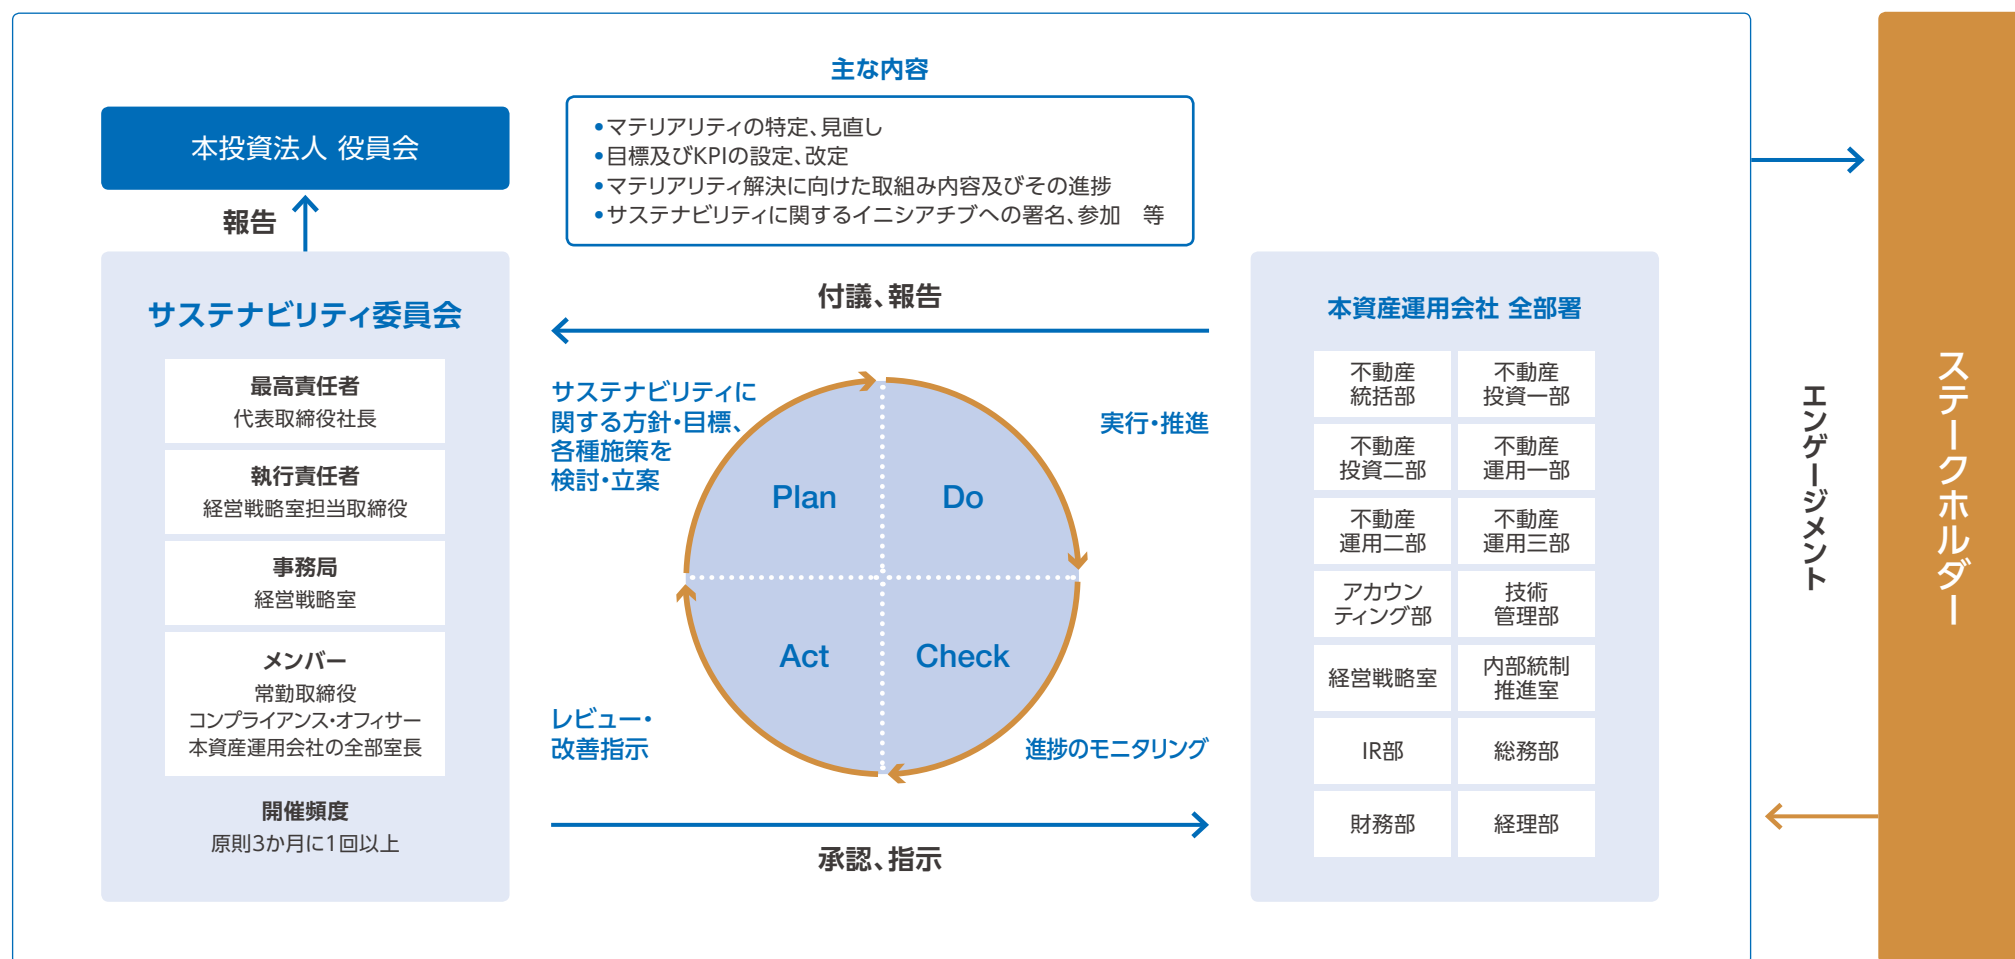 主な内容
•マテリアリティの特定、見直し
•目標及びKPIの設定、改定
•マテリアリティ解決に向けた取組み内容及びその進捗
•サステナビリティに関するイニシアチブへの署名、参加　等
本投資法人 役員会
報告
サステナビリティ委員会
最高責任者
代表取締役社長
執行責任者
経営戦略室担当取締役
事務局
経営戦略室
メンバー
常勤取締役
コンプライアンス・オフィサー
本資産運用会社の全部室長
開催頻度
原則3か月に1回以上
付議、報告
サステナビリティに
関する方針・目標、
各種施策を
検討・立案
実行・推進
Plan
Do
Act
Check
レビュー・
改善指示
進捗のモニタリング
承認、指示
本資産運用会社 全部署
不動産
統括部
不動産
投資一部
不動産
投資二部
不動産
運用一部
不動産
運用二部
不動産
運用三部
アカウン
ティング部
技術
管理部
経営戦略室
内部統制
推進室
IR部
総務部
財務部
経理部
エンゲージメント
ステークホルダー